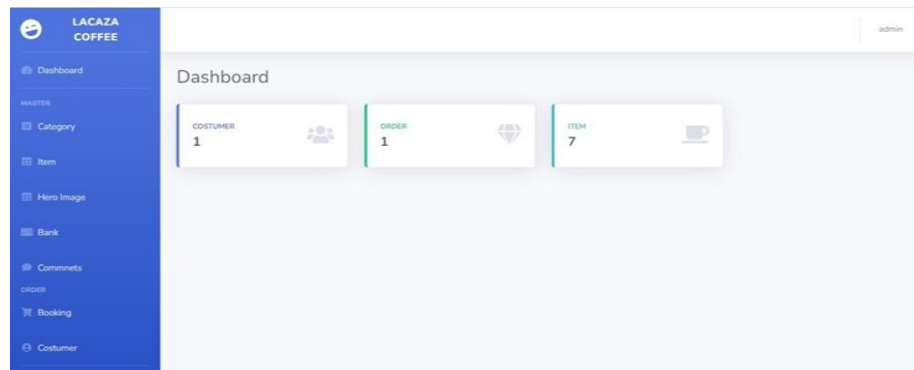 LACAZA
COFFEE
admin
Dashboard
MASTER
Category
Item
Hero Image
Bank
Commnets
ORDER
Booking
Costumer
Dashboard
COSTUMER
1
ORDER
1
ITEM
7